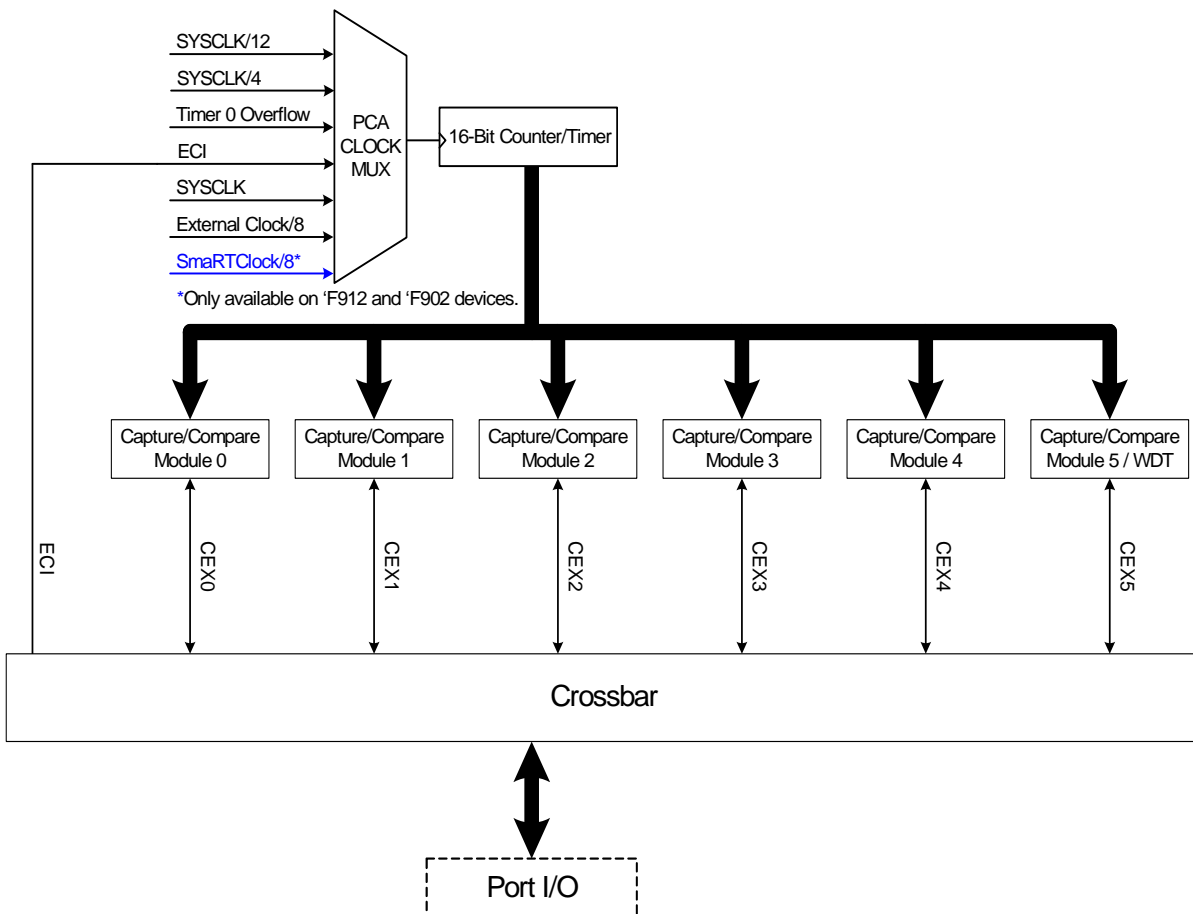 SYSCLK/12
SYSCLK/4
Timer 0 Overflow
ECI
SYSCLK
External Clock/8
SmaRTClock/8*
PCA
CLOCK
MUX
16-Bit Counter/Timer
*Only available on ‘F912 and ‘F902 devices.
Capture/Compare
Module 0
Capture/Compare
Module 1
Capture/Compare
Module 2
Capture/Compare
Module 3
Capture/Compare
Module 4
Capture/Compare
Module 5 / WDT
ECI
CEX0
CEX1
CEX2
CEX3
CEX4
CEX5
Crossbar
Port I/O